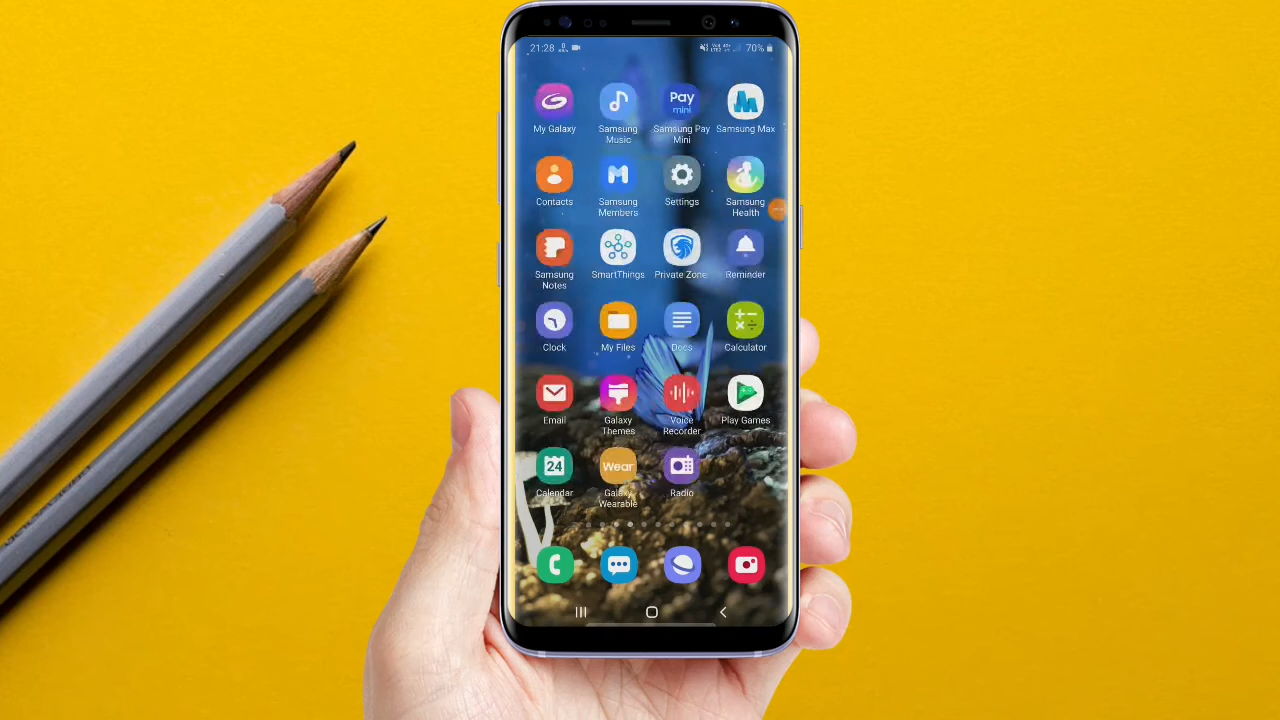 21:28
70%
Pay
mini
My Galaxy
Samsung
Music
Samsung Pay
Mini
Samsung Max
Contacts
Samsung
Members
Settings
Samsung
Health
Samsung
Notes
SmartThings
Private Zone
Reminder
Clock
My Files
Docs
Calculator
Email
Galaxy
Themes
Voice
Recorder
Play Games
24
Wear
Calendar
Galaxy
Wearable
Radio